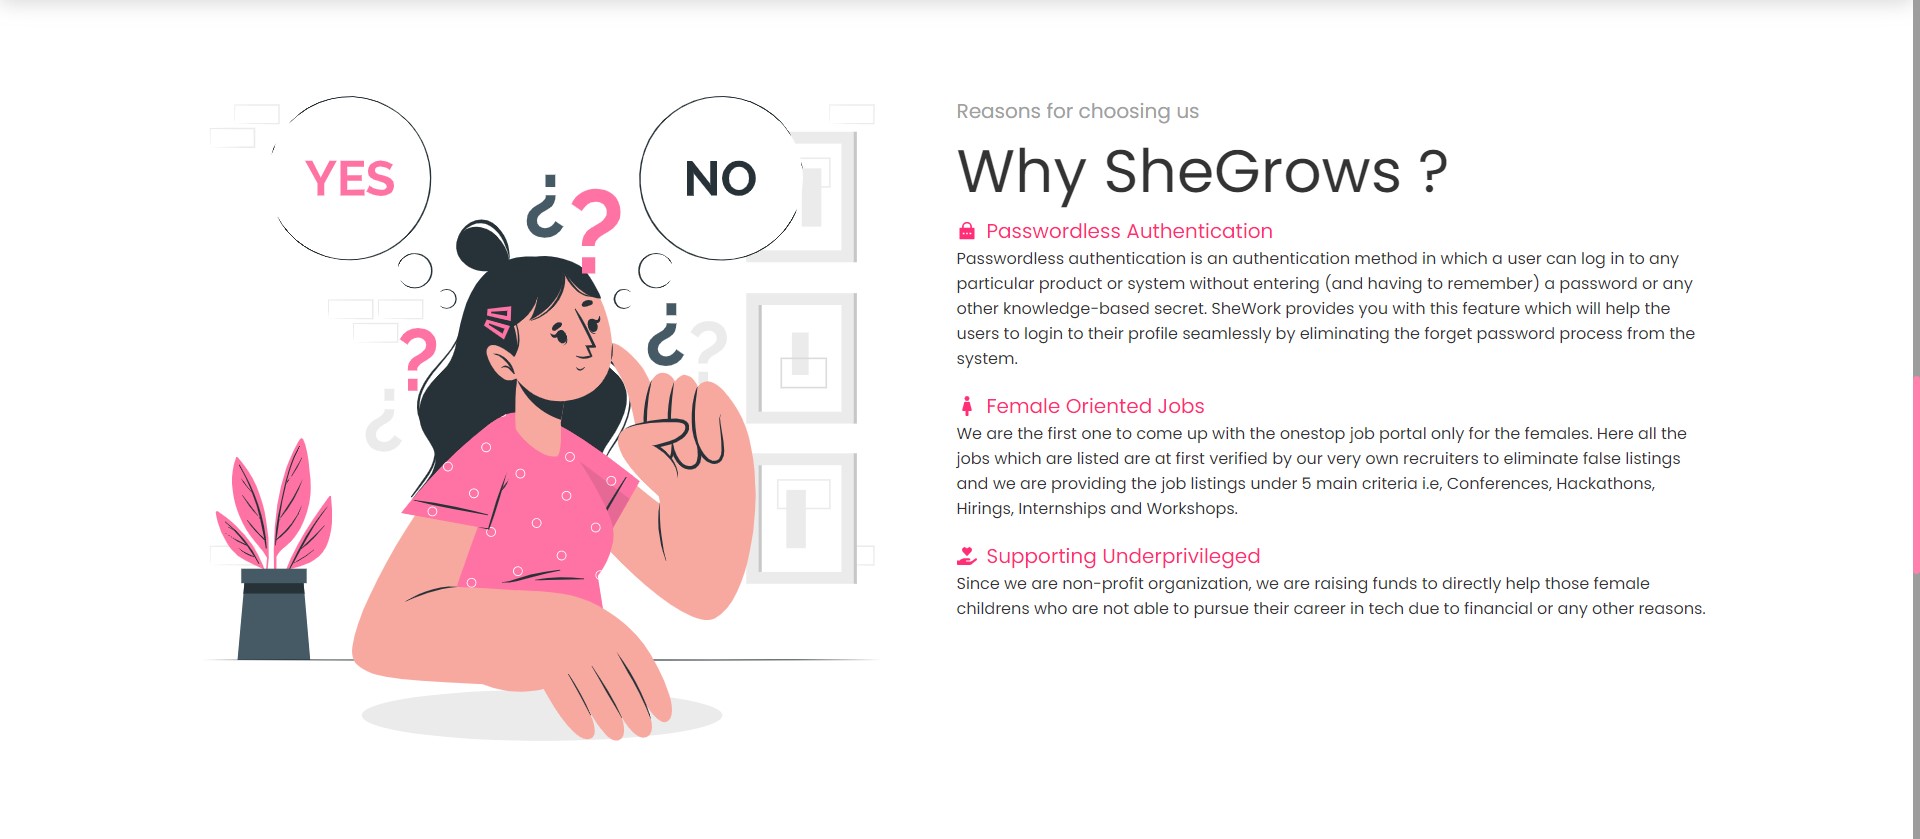 YES
NO
¿
?
?
¿
?
¿
Reasons for choosing us
Why SheGrows ?
Passwordless Authentication
Passwordless authentication is an authentication method in which a user can log in to any
particular product or system without entering (and having to remember) a password or any
other knowledge-based secret. SheWork provides you with this feature which will help the
users to login to their profile seamlessly by eliminating the forget password process from the
system.
Female Oriented Jobs
We are the first one to come up with the onestop job portal only for the females. Here all the
jobs which are listed are at first verified by our very own recruiters to eliminate false listings
and we are providing the job listings under 5 main criteria i.e, Conferences, Hackathons,
Hirings, Internships and Workshops.
Supporting Underprivileged
Since we are non-profit organization, we are raising funds to directly help those female
childrens who are not able to pursue their career in tech due to financial or any other reasons.